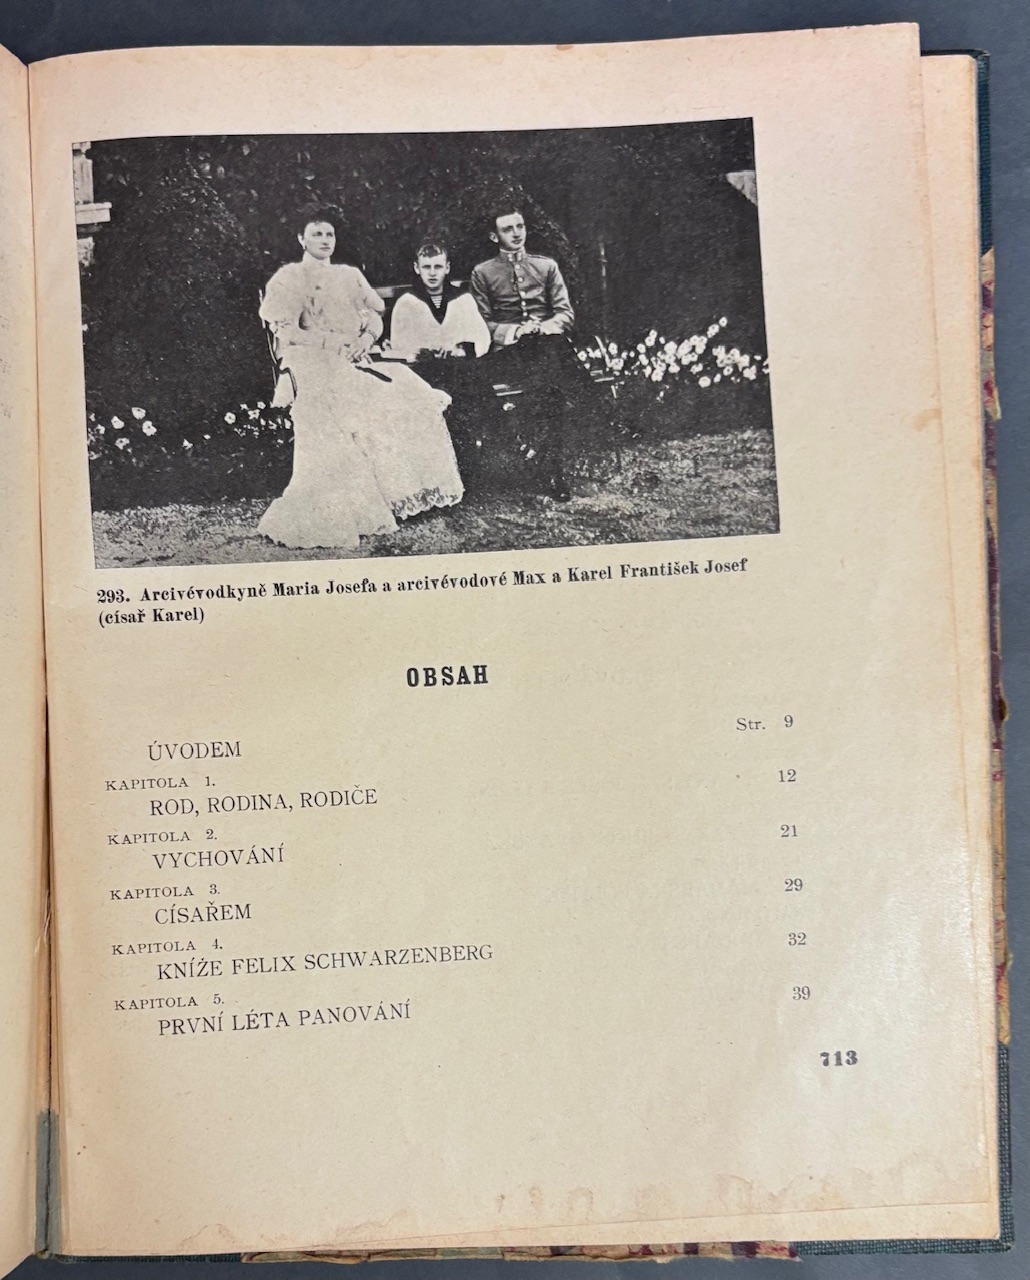 293. Arcivévodkyně Maria Josefa a arcivévodové Max a Karel František Josef
(císař Karel)
OBSAH
Str. 9
ÚVODEM
KAPITOLA 1.
ROD, RODINA, RODIČE 12
KAPITOLA 2.
VYCHOVÁNÍ 21
KAPITOLA 3.
CÍSAŘEM 29
KAPITOLA 4.
KNÍŽE FELIX SCHWARZENBERG 32
KAPITOLA 5.
PRVNÍ LÉTA PANOVÁNÍ 39
713